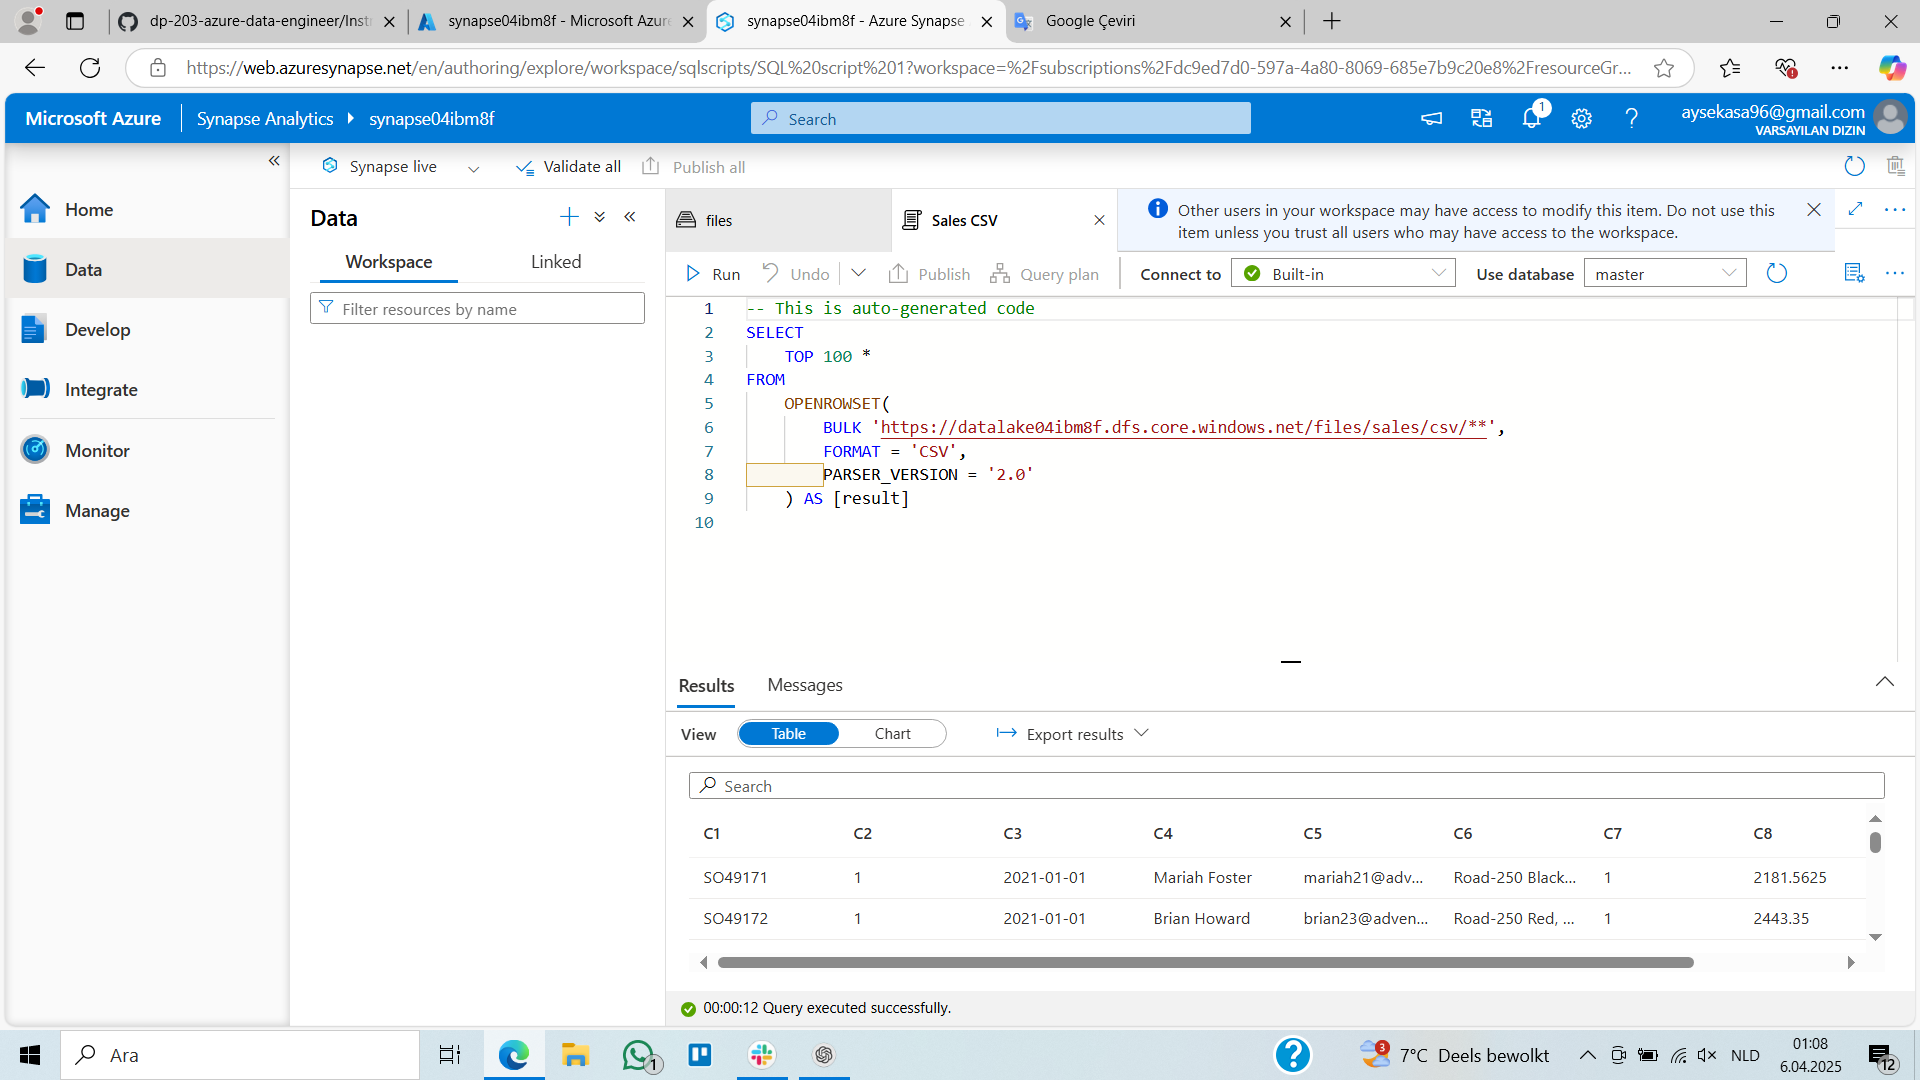 dp-203-azure-data-engineer/Inst
synapse04ibm8f - Microsoft Azure
synapse04ibm8f - Azure Synapse
Google Çeviri
https://web.azuresynapse.net/en/authoring/explore/workspace/sqlscripts/SQL%20script%201?workspace=%2Fsubscriptions%2Fdc9ed7d0-597a-4a80-8069-685e7b9c20e8%2FresourceGr...
Microsoft Azure
Synapse Analytics
synapse04ibm8f
Search
1
aysekasa96@gmail.com
VARSAYILAN DIZIN
Synapse live
Validate all
Publish all
Home
Data
Develop
Integrate
Monitor
Manage
Data
Workspace
Linked
Filter resources by name
files
Sales CSV
Other users in your workspace may have access to modify this item. Do not use this
item unless you trust all users who may have access to the workspace.
Run
Undo
Publish
Query plan
Connect to
Built-in
Use database
master
1 -- This is auto-generated code
2 SELECT
3 TOP 100 *
4 FROM
5 OPENROWSET(
6 BULK 'https://datalake04ibm8f.dfs.core.windows.net/files/sales/csv/**',
7 FORMAT = 'CSV',
8 PARSER_VERSION = '2.0'
9 ) AS [result]
10
Results
Messages
View
Table
Chart
Export results
Search
C1 C2 C3 C4 C5 C6 C7 C8
SO49171 1 2021-01-01 Mariah Foster mariah21@adv... Road-250 Black... 1 2181.5625
SO49172 1 2021-01-01 Brian Howard brian23@adven... Road-250 Red, ... 1 2443.35
00:00:12 Query executed successfully.
Ara
1
3
7°C Deels bewolkt
NLD
01:08
6.04.2025
12